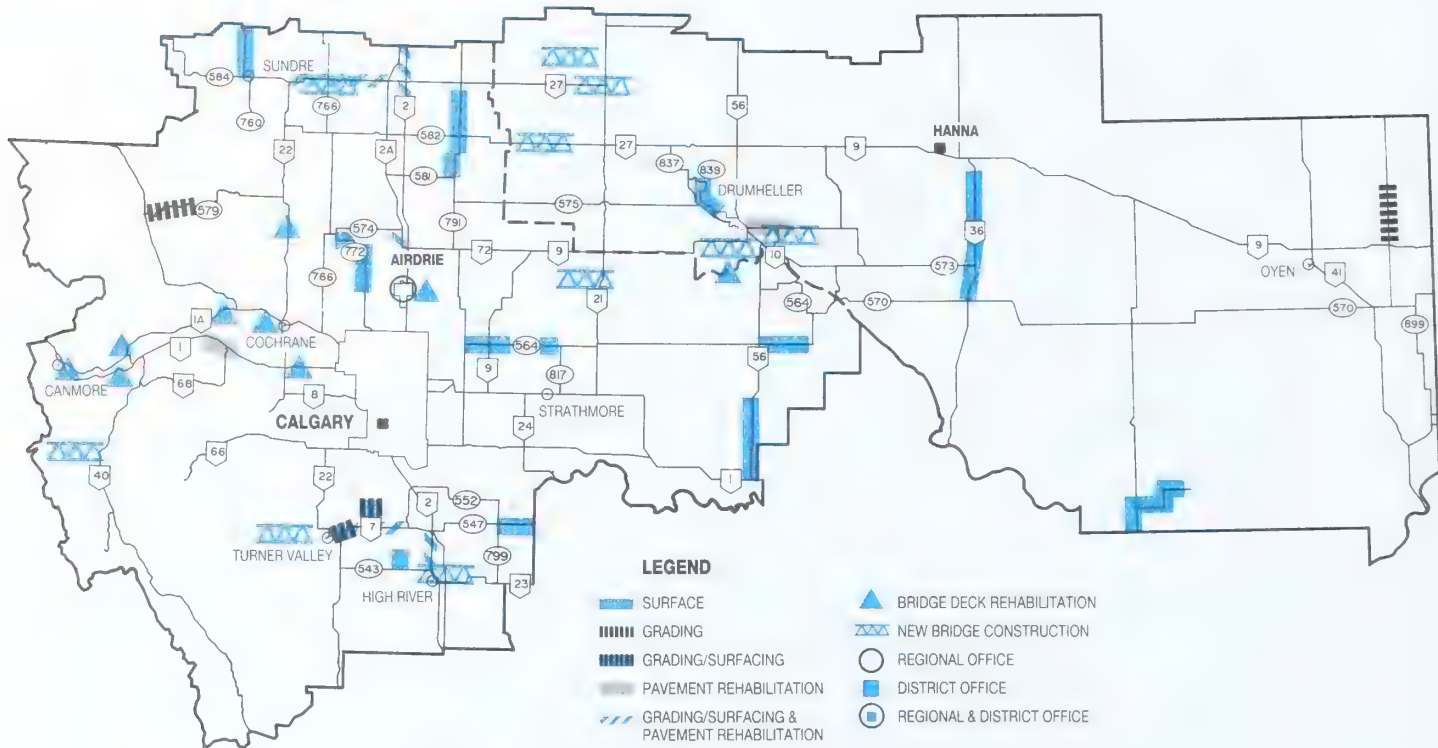 SUNDRE
584
766
27
2
56
760
582
22
2A
27
9
HANNA
837
838
581
DRUMHELLER
579
575
791
574
36
772
AIRDRIE
72
9
10
573
9
766
OYEN
41
21
564
570
570
1A
899
COCHRANE
1
564
56
68
9
817
CANMORE
8
STRATHMORE
CALGARY
24
66
40
22
1
2
552
7
547
TURNER VALLEY
799
543
23
HIGH RIVER
LEGEND
SURFACE
GRADING
GRADING/SURFACING
PAVEMENT REHABILITATION
GRADING/SURFACING &
PAVEMENT REHABILITATION
BRIDGE DECK REHABILITATION
NEW BRIDGE CONSTRUCTION
REGIONAL OFFICE
DISTRICT OFFICE
REGIONAL & DISTRICT OFFICE